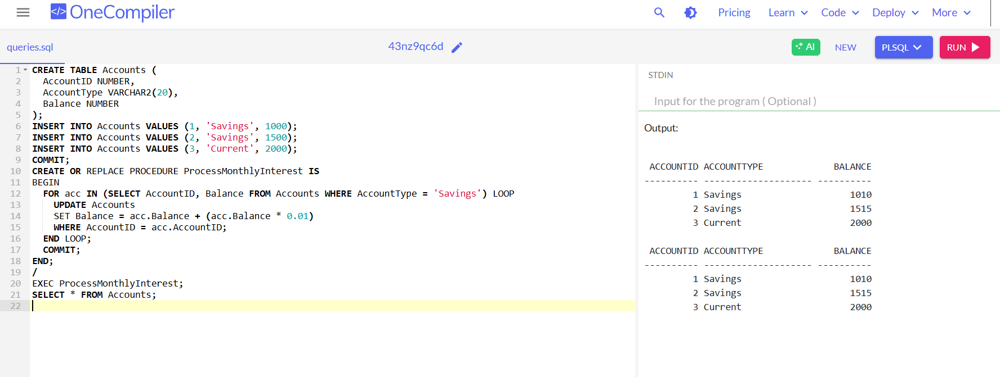 </> OneCompiler Pricing Learn Code Deploy More
queries.sql 43nz9qc6d AI NEW PLSQL RUN
1 CREATE TABLE Accounts (
2   AccountID NUMBER,
3   AccountType VARCHAR2(20),
4   Balance NUMBER
5 );
6 INSERT INTO Accounts VALUES (1, 'Savings', 1000);
7 INSERT INTO Accounts VALUES (2, 'Savings', 1500);
8 INSERT INTO Accounts VALUES (3, 'Current', 2000);
9 COMMIT;
10 CREATE OR REPLACE PROCEDURE ProcessMonthlyInterest IS
11 BEGIN
12   FOR acc IN (SELECT AccountID, Balance FROM Accounts WHERE AccountType = 'Savings') LOOP
13     UPDATE Accounts
14     SET Balance = acc.Balance + (acc.Balance * 0.01)
15     WHERE AccountID = acc.AccountID;
16   END LOOP;
17   COMMIT;
18 END;
19 /
20 EXEC ProcessMonthlyInterest;
21 SELECT * FROM Accounts;
22
STDIN
Input for the program ( Optional )
Output:
 ACCOUNTID ACCOUNTTYPE             BALANCE
---------- -------------------- ----------
         1 Savings                    1010
         2 Savings                    1515
         3 Current                    2000
 ACCOUNTID ACCOUNTTYPE             BALANCE
---------- -------------------- ----------
         1 Savings                    1010
         2 Savings                    1515
         3 Current                    2000